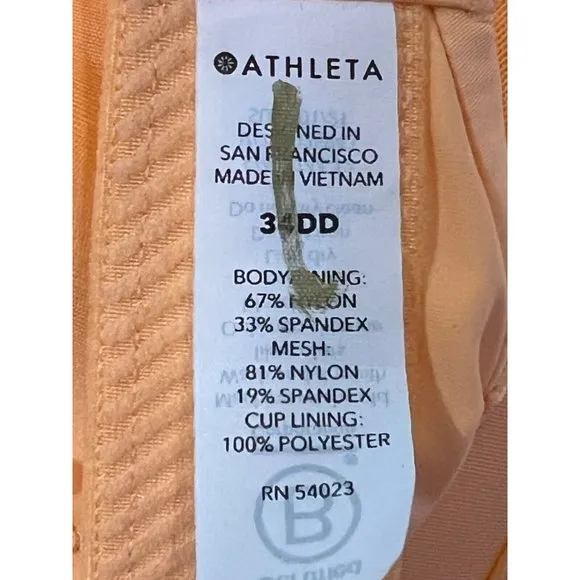 ATHLETA
DESIGNED IN
SAN FRANCISCO
MADE IN VIETNAM
34DD
BODY/LINING:
67% NYLON
33% SPANDEX
MESH:
81% NYLON
19% SPANDEX
CUP LINING:
100% POLYESTER
RN 54023